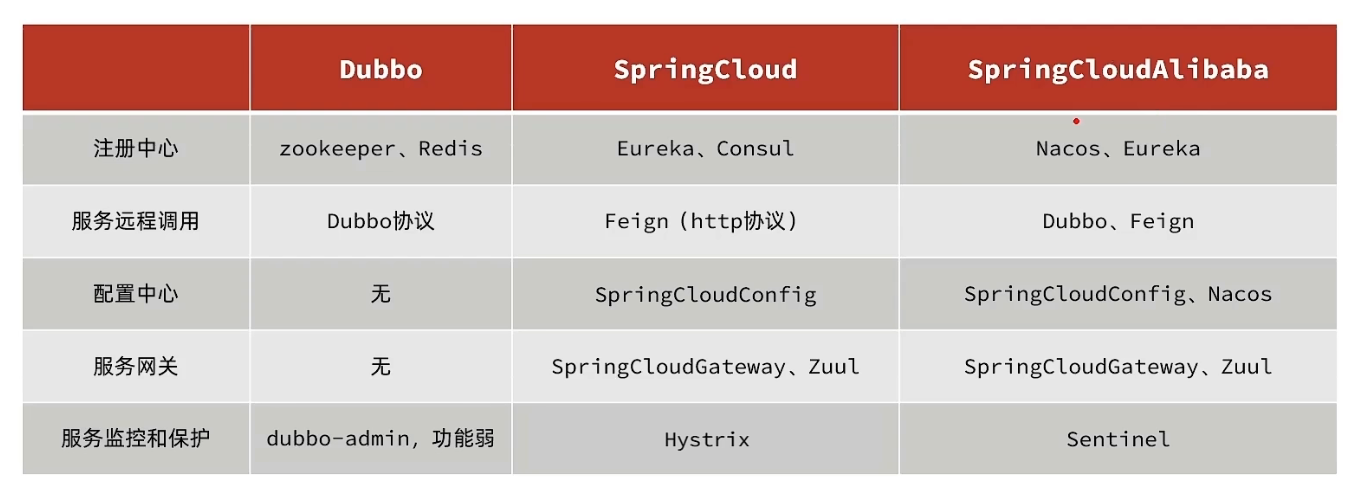 Dubbo SpringCloud SpringCloudAlibaba
注册中心 zookeeper、Redis Eureka、Consul Nacos、Eureka
服务远程调用 Dubbo协议 Feign（http协议） Dubbo、Feign
配置中心 无 SpringCloudConfig SpringCloudConfig、Nacos
服务网关 无 SpringCloudGateway、Zuul SpringCloudGateway、Zuul
服务监控和保护 dubbo-admin，功能弱 Hystrix Sentinel